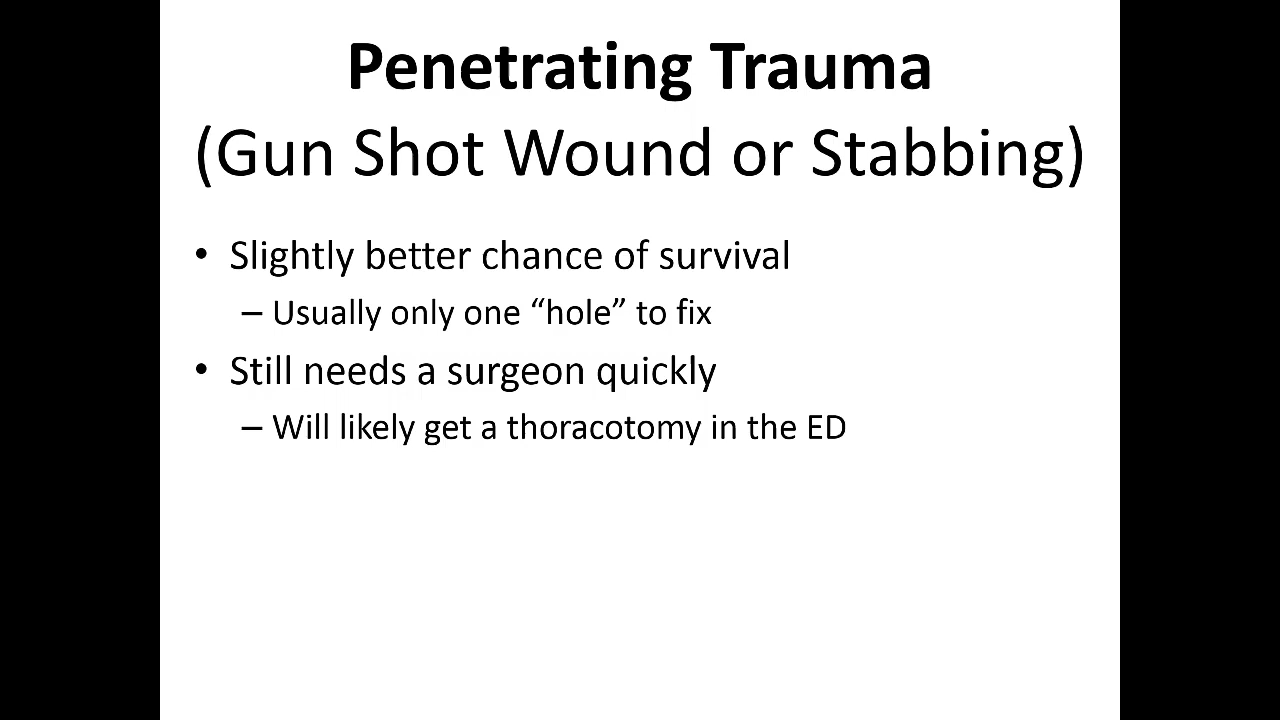 Penetrating Trauma
(Gun Shot Wound or Stabbing)
• Slightly better chance of survival
– Usually only one “hole” to fix
• Still needs a surgeon quickly
– Will likely get a thoracotomy in the ED